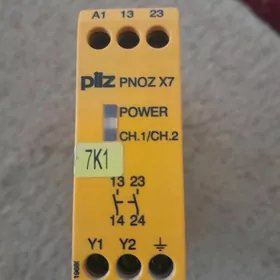 A1 13 23
pilz PNOZ X7
POWER
CH.1/CH.2
7K1
13 23
14 24
Y1 Y2